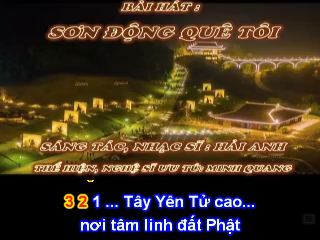 BÀI HÁT :
SƠN ĐỘNG QUÊ TÔI
SÁNG TÁC, NHẠC SĨ : HẢI ANH
THỂ HIỆN, NGHỆ SĨ ƯU TÚ: MINH QUANG
3 2 1 ... Tây Yên Tử cao...
nơi tâm linh đất Phật